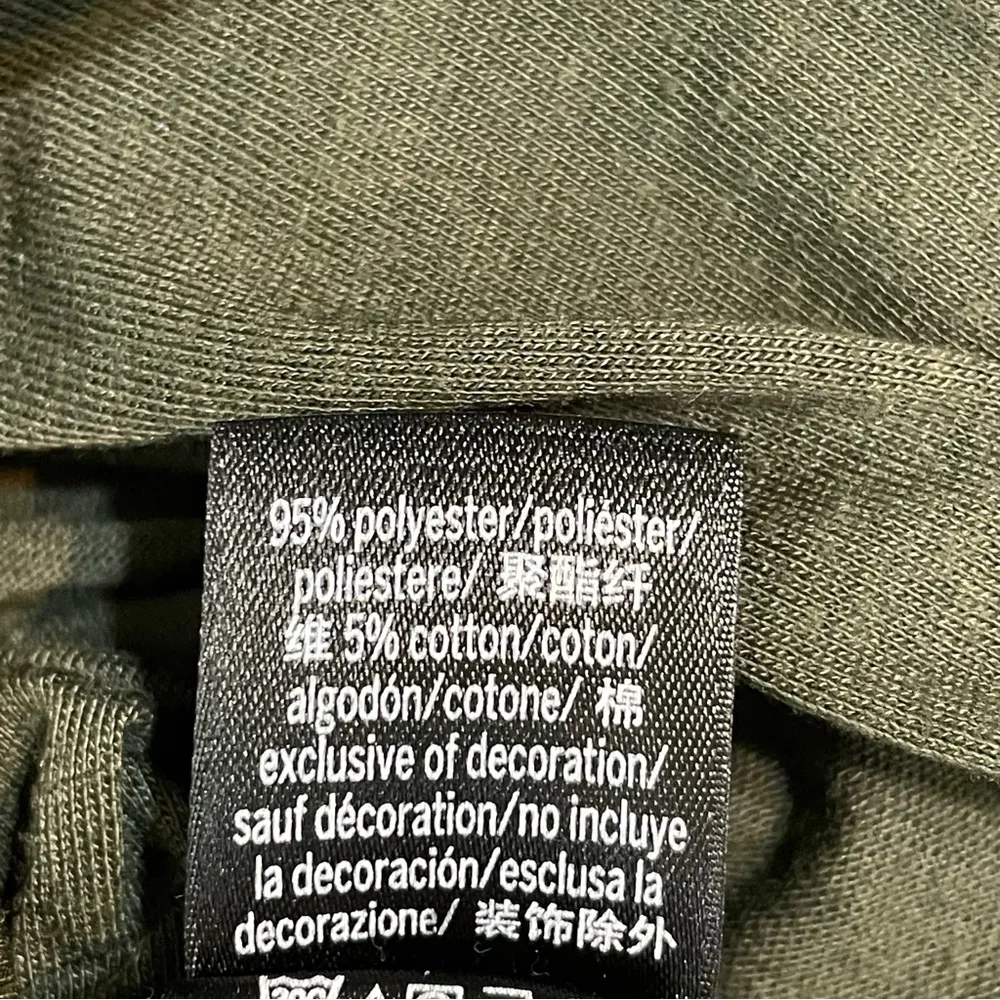 95% polyester/poliéster/
poliestere/ 聚酯纤
维 5% cotton/coton/
algodón/cotone/ 棉
exclusive of decoration/
sauf décoration/no incluye
la decoración/esclusa la
decorazione/ 装饰除外